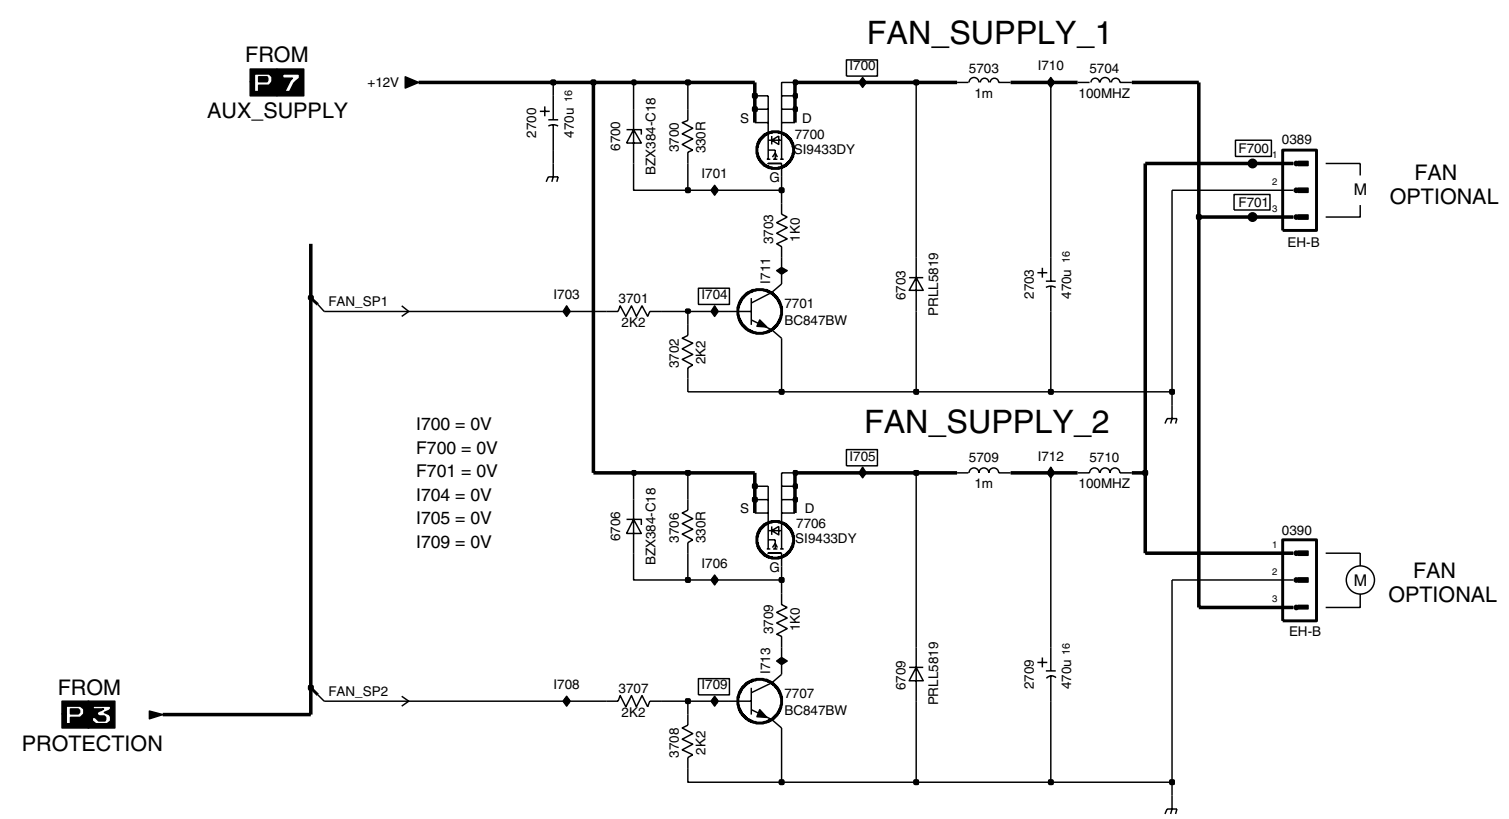 FAN_SUPPLY_1
FROM
P 7
AUX_SUPPLY
+12V
2700
+
470u 16
6700
BZX384-C18
3700
330R
S
D
7700
SI9433DY
G
I701
I700
5703
1m
I710
5704
100MHZ
3703
1K0
I711
6703
PRLL5819
2703
+
470u 16
F700
F701
0389
1
2
3
EH-B
M
FAN
OPTIONAL
FAN_SP1
I703
3701
2K2
I704
3702
2K2
7701
BC847BW
I700 = 0V
F700 = 0V
F701 = 0V
I704 = 0V
I705 = 0V
I709 = 0V
FAN_SUPPLY_2
6706
BZX384-C18
3706
330R
S
D
7706
SI9433DY
G
I706
I705
5709
1m
I712
5710
100MHZ
3709
1K0
I713
6709
PRLL5819
2709
+
470u 16
0390
1
2
3
EH-B
M
FAN
OPTIONAL
FROM
P 3
PROTECTION
FAN_SP2
I708
3707
2K2
I709
3708
2K2
7707
BC847BW